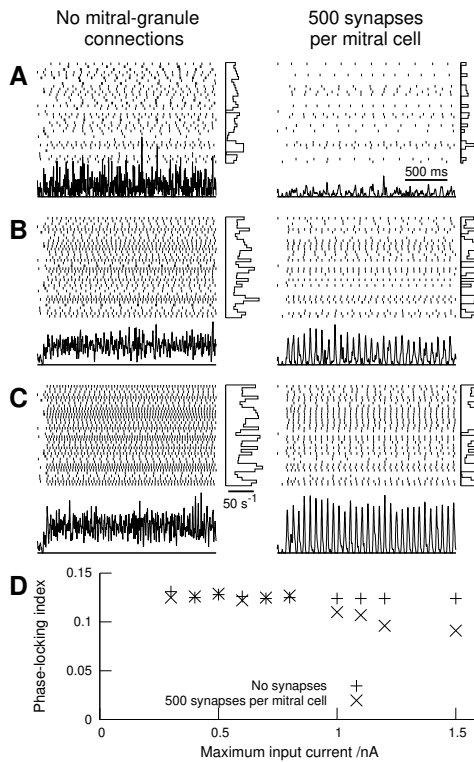 No mitral-granule
connections
500 synapses
per mitral cell
A
500 ms
B
C
50 s-1
D
Phase-locking index
0.15
0.1
0.05
0
No synapses
500 synapses per mitral cell
0
0.5
1
1.5
Maximum input current /nA